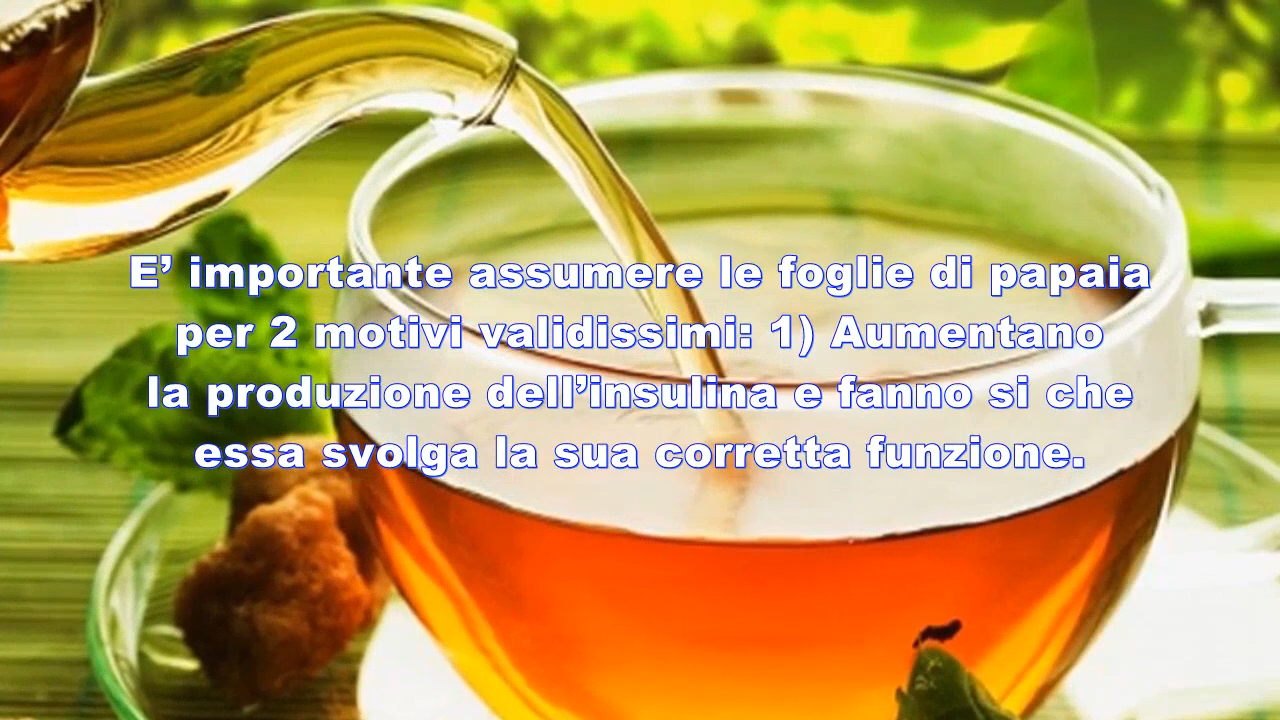 E’ importante assumere le foglie di papaia
per 2 motivi validissimi: 1) Aumentano
la produzione dell’insulina e fanno si che
essa svolga la sua corretta funzione.